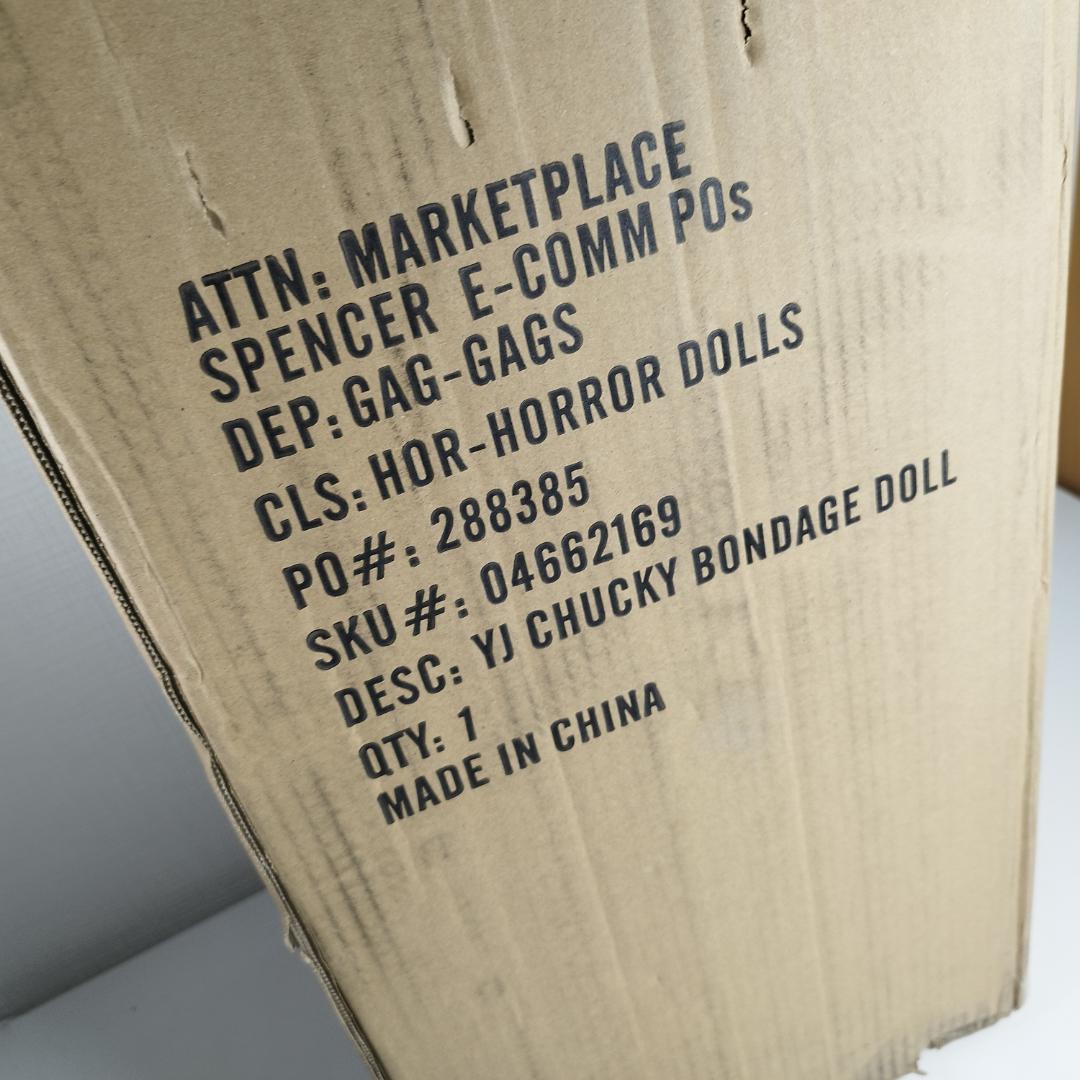 ATTN: MARKETPLACE
SPENCER E-COMM POs
DEP: GAG-GAGS
CLS: HOR-HORROR DOLLS
PO#: 288385
SKU#: 04662169
DESC: YJ CHUCKY BONDAGE DOLL
QTY: 1
MADE IN CHINA